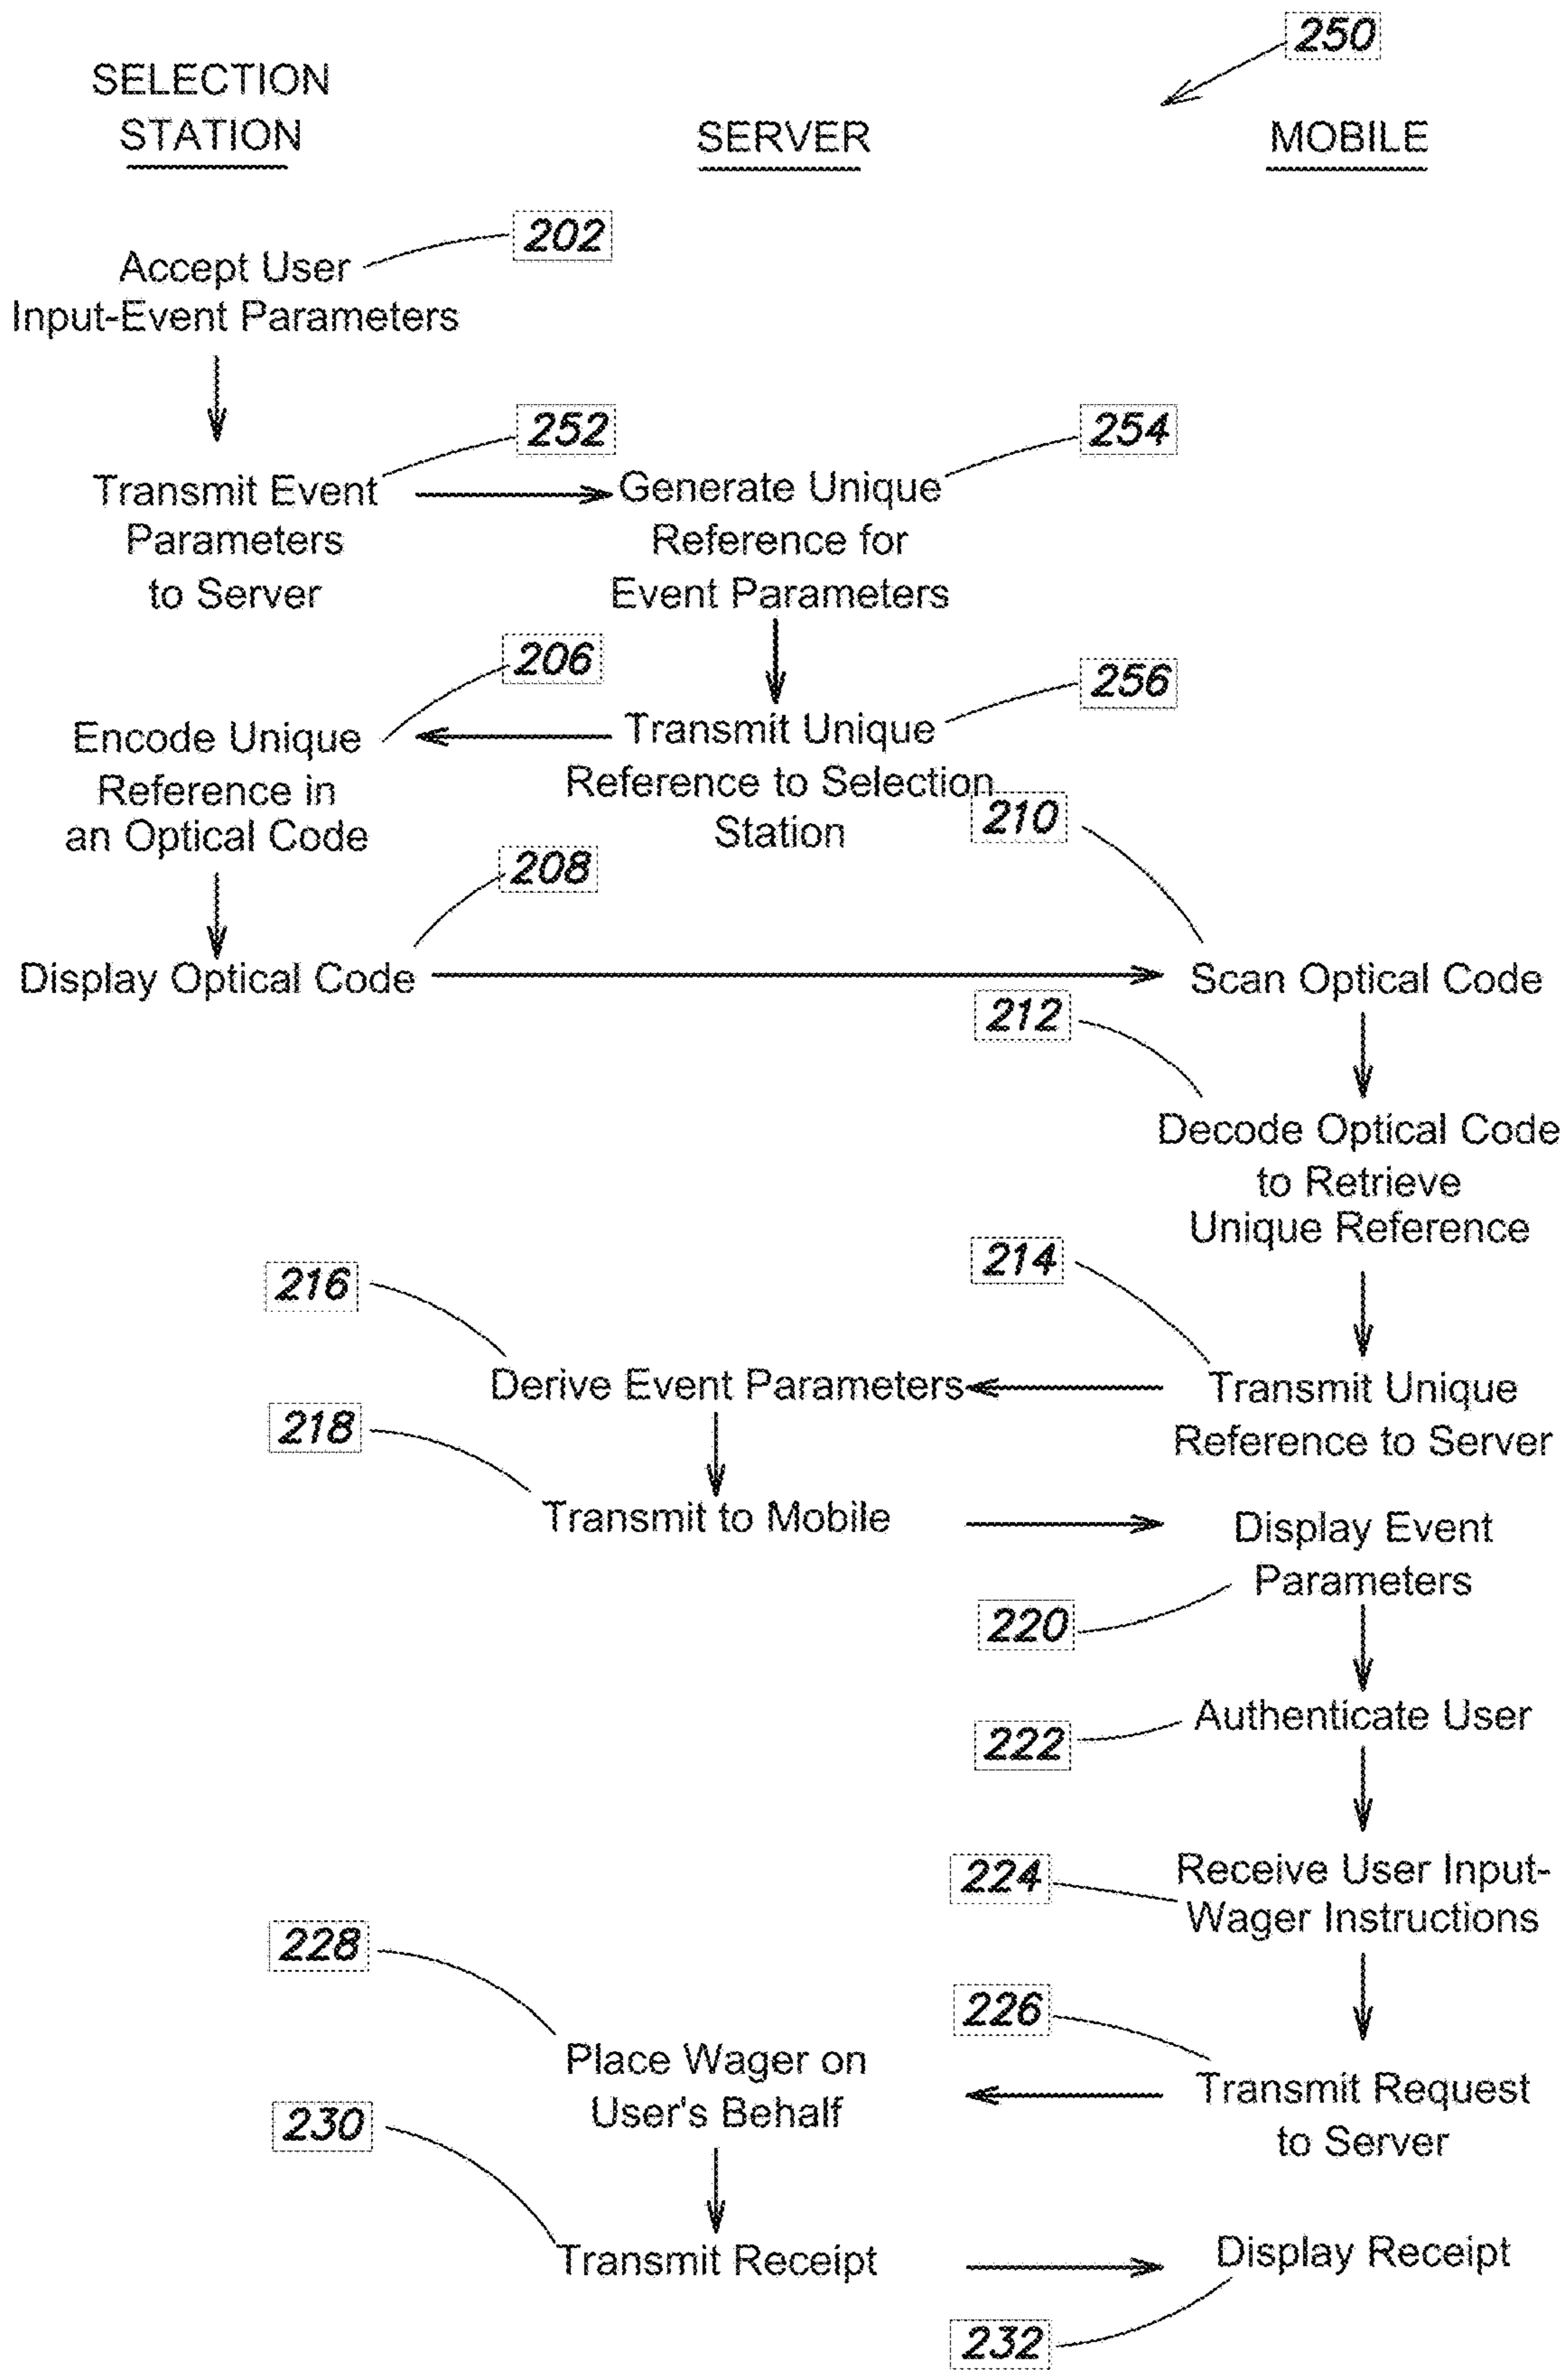 250
SELECTION
STATION
SERVER
MOBILE
202
Accept User
Input-Event Parameters
252
254
Transmit Event
Parameters
to Server
Generate Unique
Reference for
Event Parameters
206
256
Encode Unique
Reference in
an Optical Code
Transmit Unique
Reference to Selection
Station
210
208
Display Optical Code
Scan Optical Code
212
Decode Optical Code
to Retrieve
Unique Reference
214
216
Derive Event Parameters
Transmit Unique
Reference to Server
218
Transmit to Mobile
Display Event
Parameters
220
Authenticate User
222
Receive User Input-
Wager Instructions
224
228
226
Place Wager on
User's Behalf
Transmit Request
to Server
230
Transmit Receipt
Display Receipt
232